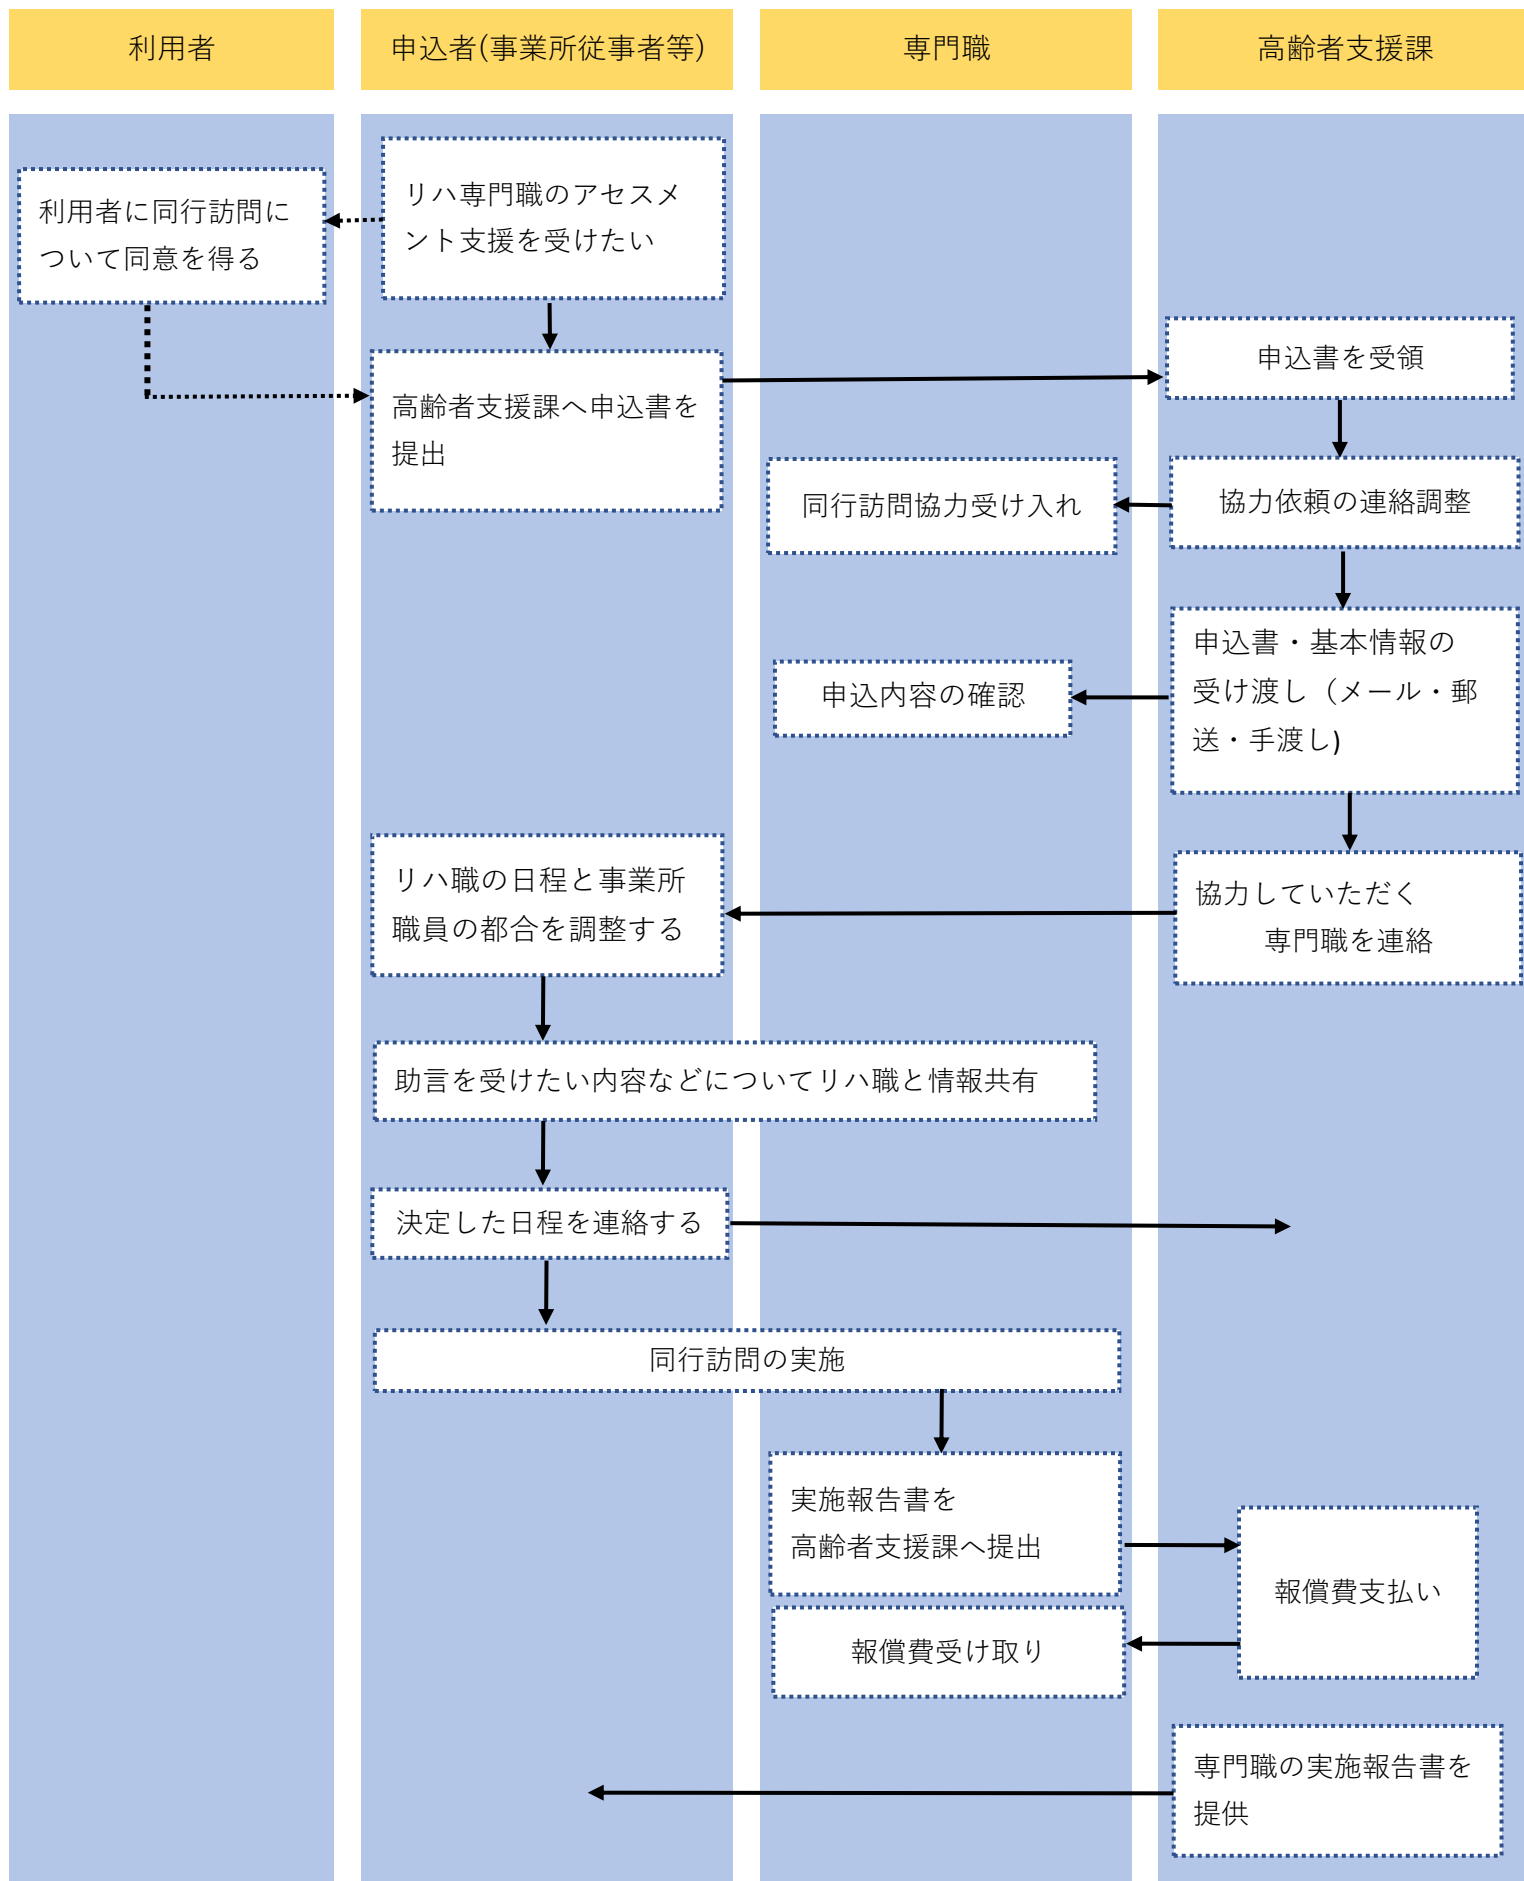 利用者
申込者(事業所従事者等)
専門職
高齢者支援課
リハ専門職のアセスメ
ント支援を受けたい
利用者に同行訪問に
ついて同意を得る
申込書を受領
高齢者支援課へ申込書を
提出
同行訪問協力受け入れ
協力依頼の連絡調整
申込内容の確認
申込書・基本情報の
受け渡し（メール・郵
送・手渡し)
リハ職の日程と事業所
職員の都合を調整する
協力していただく
専門職を連絡
助言を受けたい内容などについてリハ職と情報共有
決定した日程を連絡する
同行訪問の実施
実施報告書を
高齢者支援課へ提出
報償費支払い
報償費受け取り
専門職の実施報告書を
提供